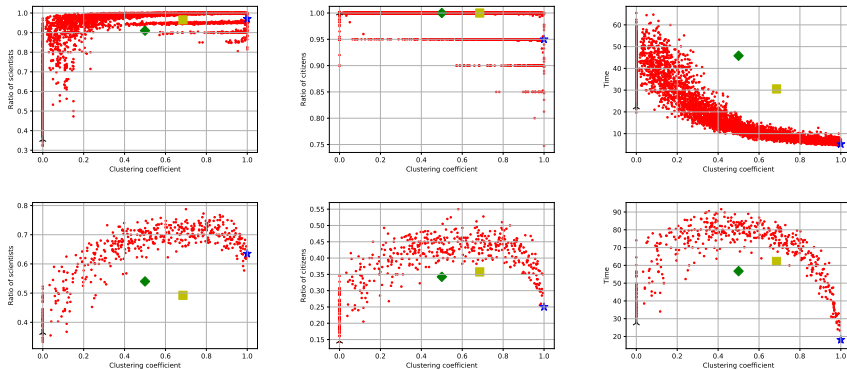 1.0
0.9
0.8
0.7
0.6
0.5
0.4
0.3
Ratio of scientists
0.0 0.2 0.4 0.6 0.8 1.0
Clustering coefficient
1.00
0.95
0.90
0.85
0.80
0.75
Ratio of citizens
0.0 0.2 0.4 0.6 0.8 1.0
Clustering coefficient
60
50
40
30
20
10
Time
0.0 0.2 0.4 0.6 0.8 1.0
Clustering coefficient
0.8
0.7
0.6
0.5
0.4
Ratio of scientists
0.0 0.2 0.4 0.6 0.8 1.0
Clustering coefficient
0.55
0.50
0.45
0.40
0.35
0.30
0.25
0.20
0.15
Ratio of citizens
0.0 0.2 0.4 0.6 0.8 1.0
Clustering coefficient
90
80
70
60
50
40
30
20
Time
0.0 0.2 0.4 0.6 0.8 1.0
Clustering coefficient